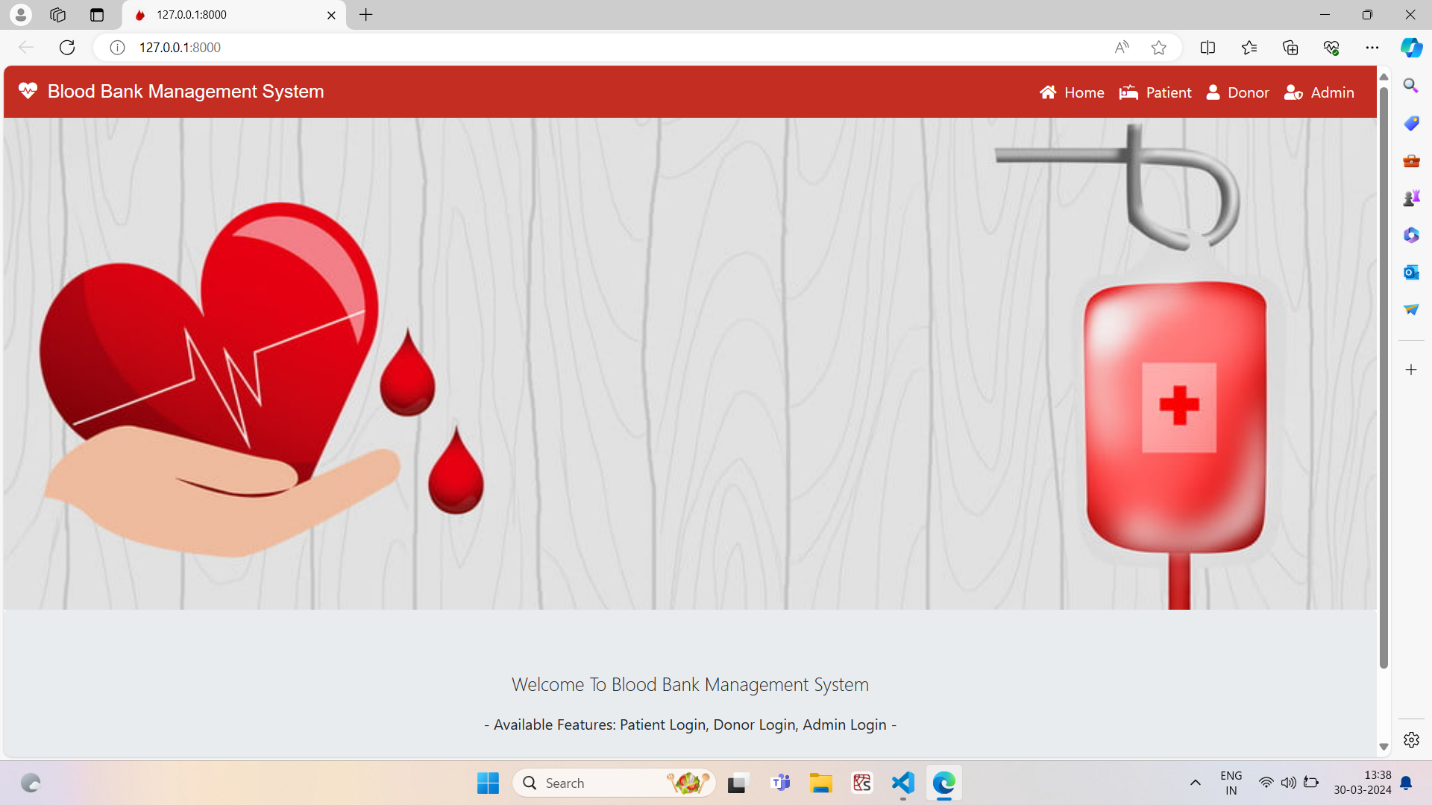 127.0.0.1:8000
127.0.0.1:8000
Blood Bank Management System
Home Patient Donor Admin
Welcome To Blood Bank Management System
- Available Features: Patient Login, Donor Login, Admin Login -
Search
ENG
IN
13:38
30-03-2024